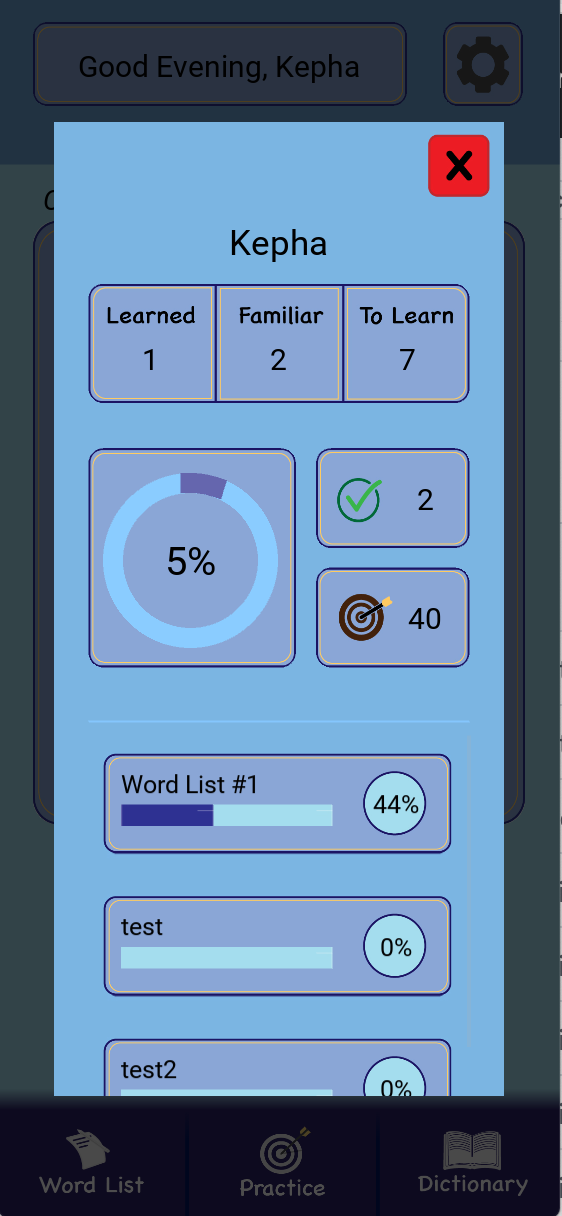 Good Evening, Kepha
X
Kepha
Learned Familiar To Learn
1 2 7
5%
2
40
Word List #1
44%
test
0%
test2
0%
Word List Practice Dictionary